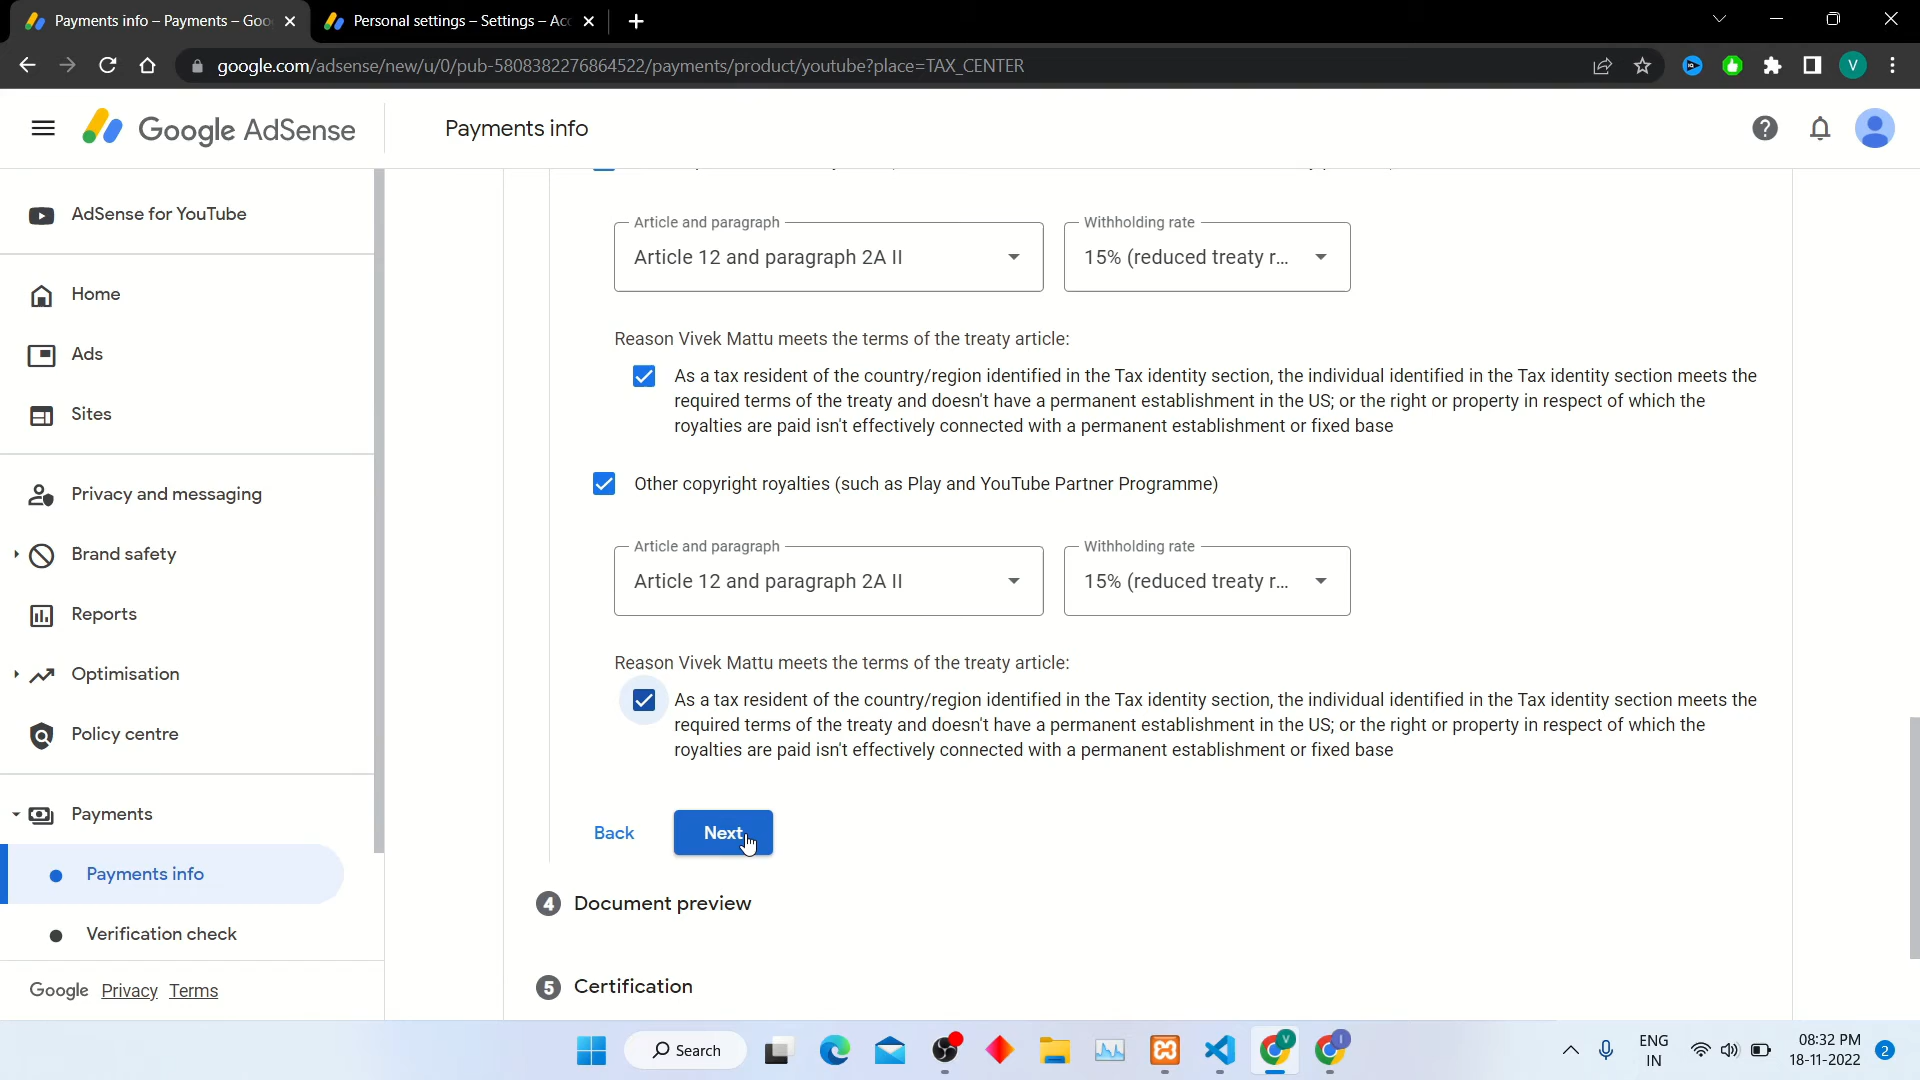 Payments info – Payments – Goo
Personal settings – Settings – Acc
google.com/adsense/new/u/0/pub-5808382276864522/payments/product/youtube?place=TAX_CENTER
V
Google AdSense
Payments info
AdSense for YouTube
Home
Ads
Sites
Privacy and messaging
Brand safety
Reports
Optimisation
Policy centre
Payments
Payments info
Verification check
Google Privacy Terms
Article and paragraph
Article 12 and paragraph 2A II
Withholding rate
15% (reduced treaty r...
Reason Vivek Mattu meets the terms of the treaty article:
As a tax resident of the country/region identified in the Tax identity section, the individual identified in the Tax identity section meets the
required terms of the treaty and doesn't have a permanent establishment in the US; or the right or property in respect of which the
royalties are paid isn't effectively connected with a permanent establishment or fixed base
Other copyright royalties (such as Play and YouTube Partner Programme)
Article and paragraph
Article 12 and paragraph 2A II
Withholding rate
15% (reduced treaty r...
Reason Vivek Mattu meets the terms of the treaty article:
As a tax resident of the country/region identified in the Tax identity section, the individual identified in the Tax identity section meets the
required terms of the treaty and doesn't have a permanent establishment in the US; or the right or property in respect of which the
royalties are paid isn't effectively connected with a permanent establishment or fixed base
Back
Next
4 Document preview
5 Certification
Search
V
I
ENG
IN
08:32 PM
18-11-2022
2